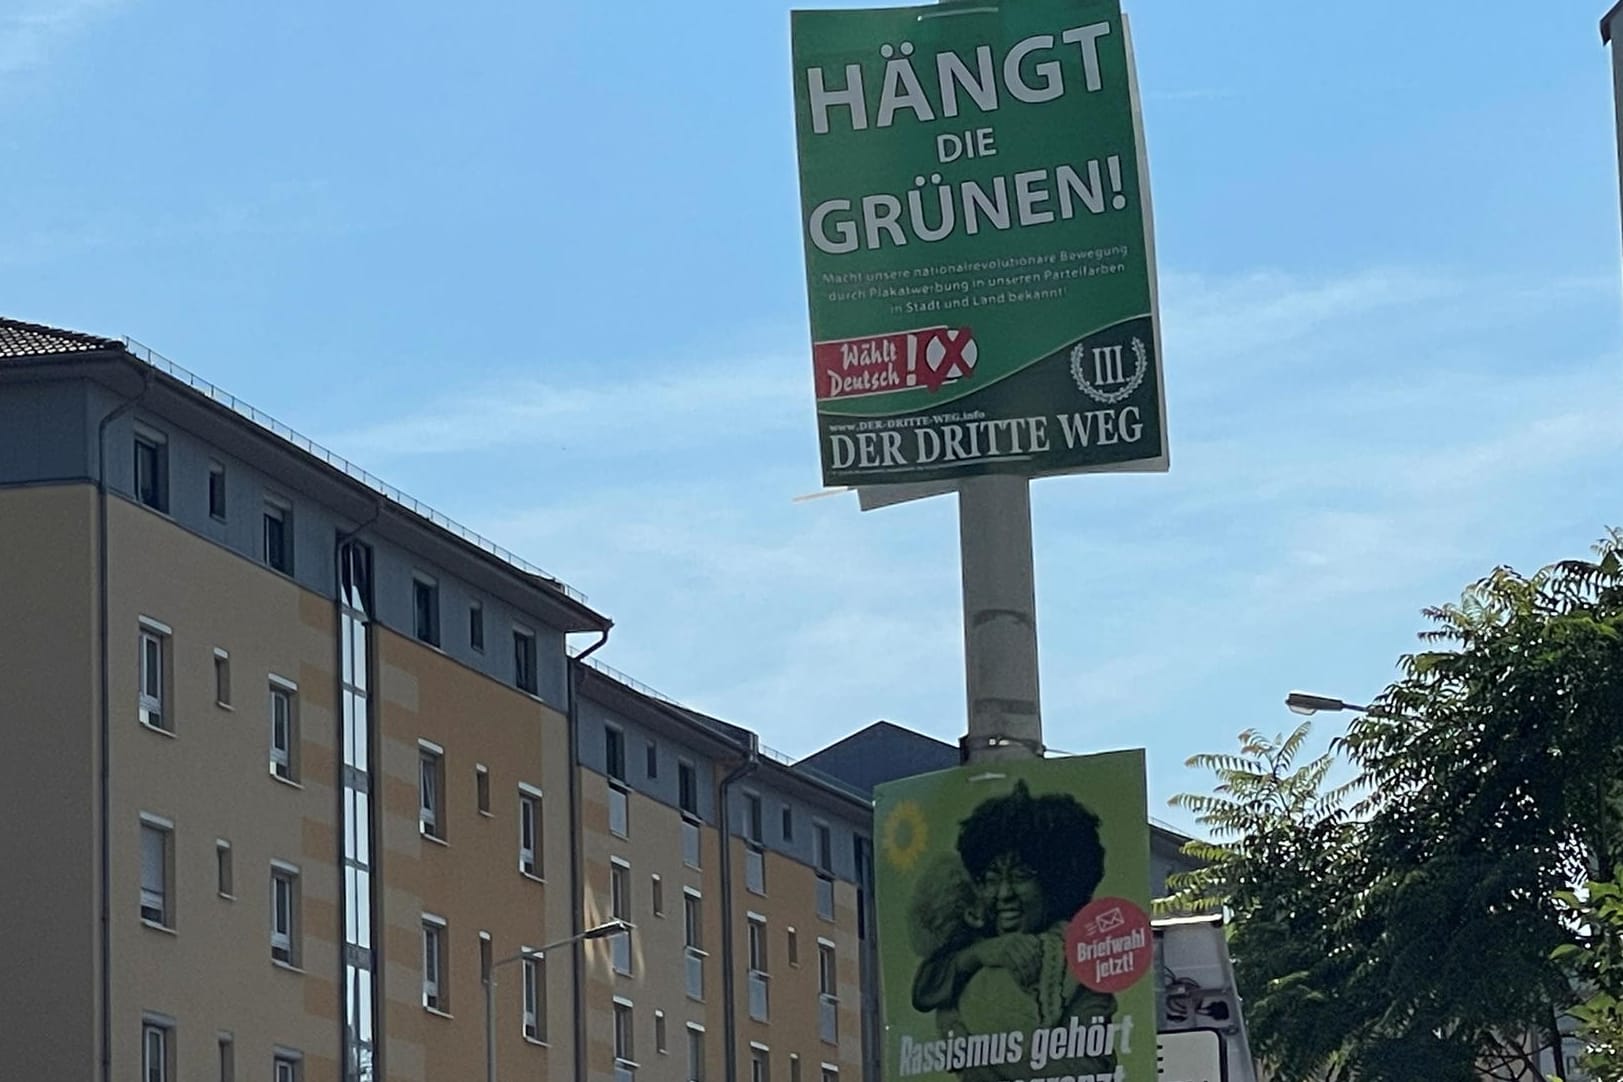 HÄNGT
DIE
GRÜNEN!
Macht unsere nationalrevolutionäre Bewegung
durch Plakatwerbung in unseren Parteifarben
in Stadt und Land bekannt!
Wählt
Deutsch!
III.
www.DER-DRITTE-WEG.info
DER DRITTE WEG
Briefwahl
jetzt!
Rassismus gehört